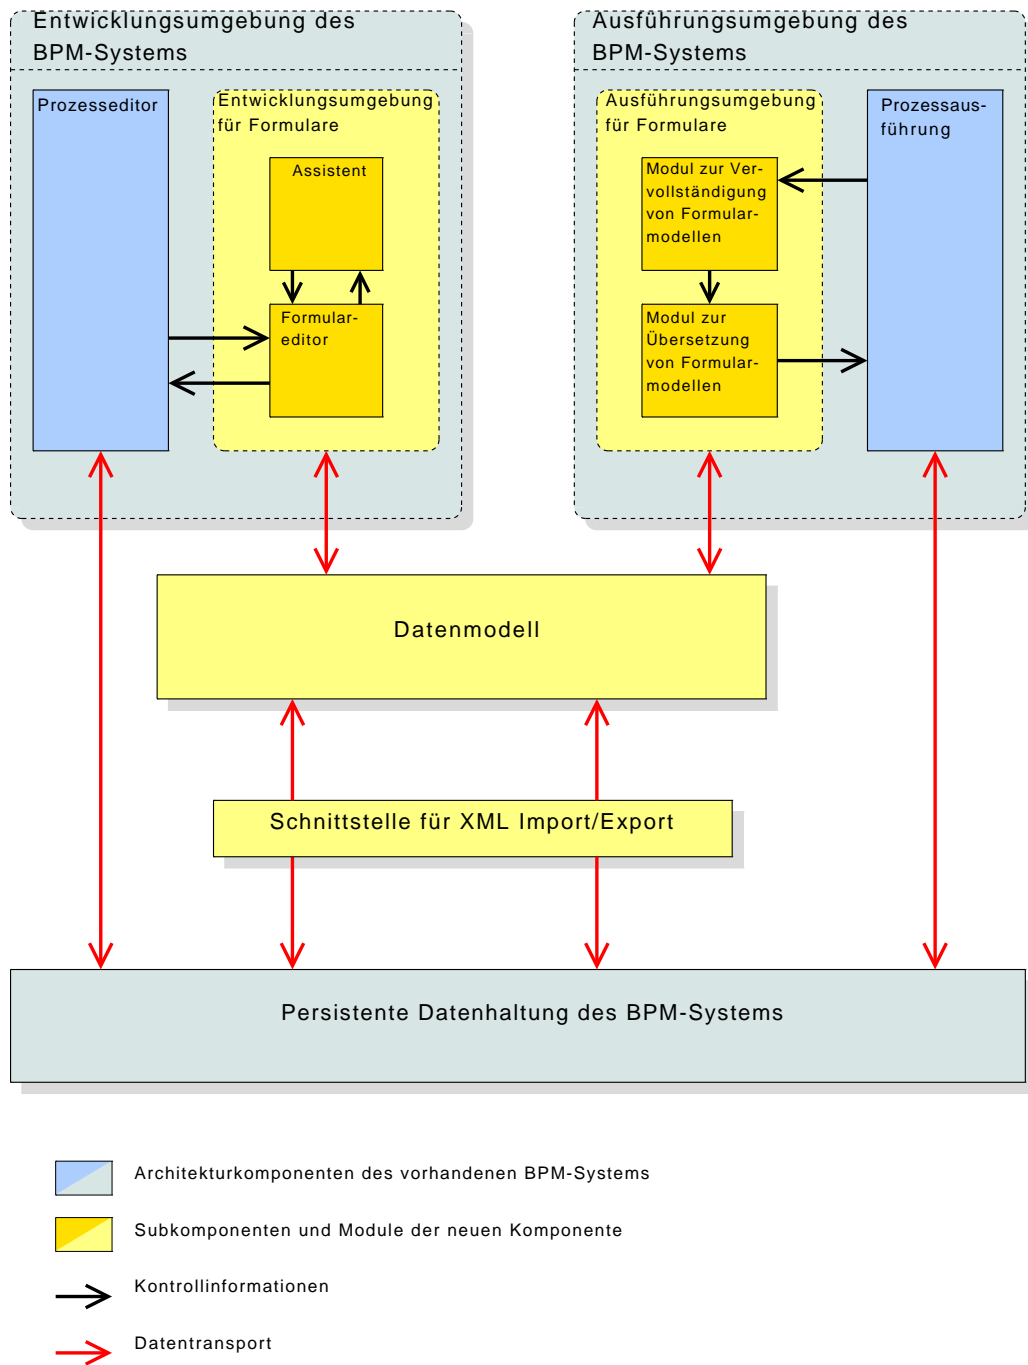 Entwicklungsumgebung des
BPM-Systems
Prozesseditor
Entwicklungsumgebung
für Formulare
Assistent
Formular-
editor
Ausführungsumgebung des
BPM-Systems
Ausführungsumgebung
für Formulare
Modul zur Ver-
vollständigung
von Formular-
modellen
Modul zur
Übersetzung
von Formular-
modellen
Prozessaus-
führung
Datenmodell
Schnittstelle für XML Import/Export
Persistente Datenhaltung des BPM-Systems
Architekturkomponenten des vorhandenen BPM-Systems
Subkomponenten und Module der neuen Komponente
Kontrollinformationen
Datentransport